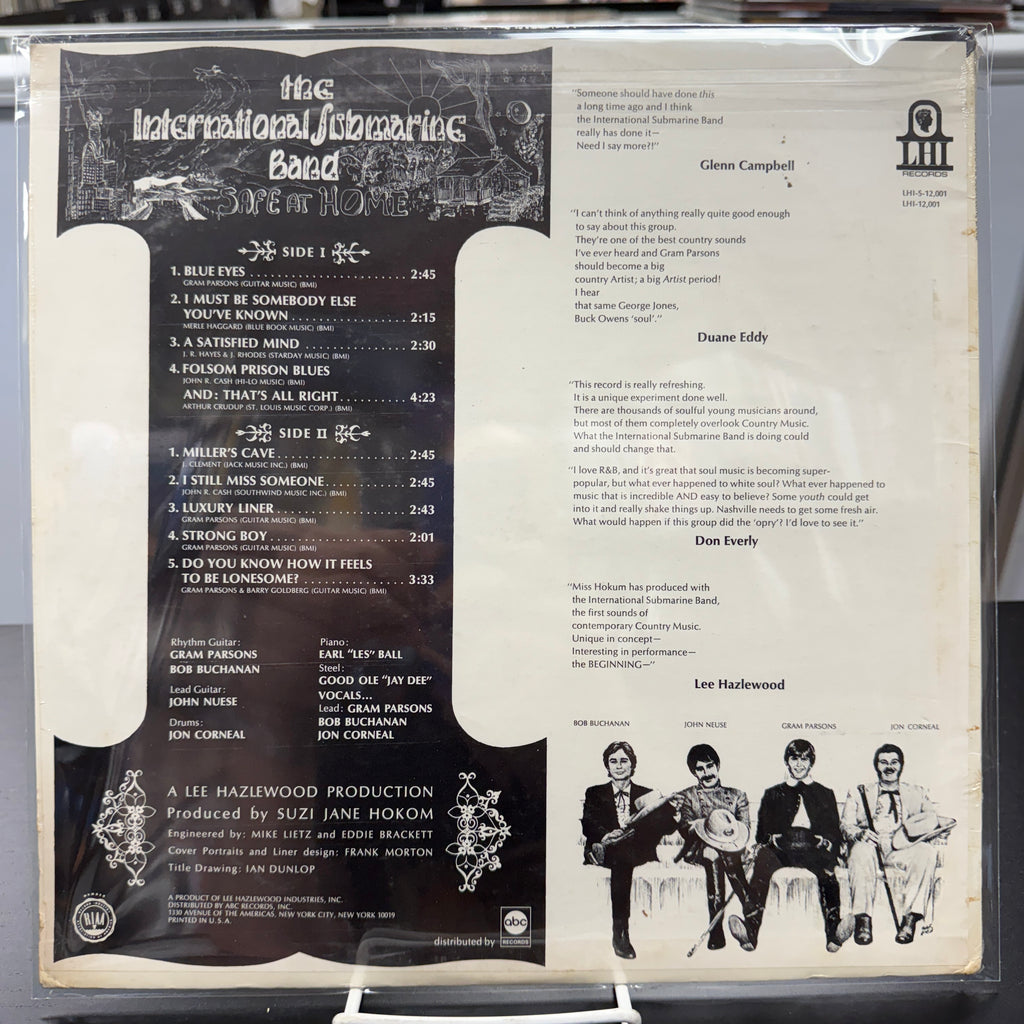 the
International Submarine
Band
SAFE AT HOME
SIDE I
1. BLUE EYES . . . . . . . . . . . . . . . . . . . . . . . . 2:45
GRAM PARSONS (GUITAR MUSIC) (BMI)
2. I MUST BE SOMEBODY ELSE
YOU'VE KNOWN . . . . . . . . . . . . . . . . . . 2:15
MERLE HAGGARD (BLUE BOOK MUSIC) (BMI)
3. A SATISFIED MIND . . . . . . . . . . . . . . . . 2:30
J. R. HAYES & J. RHODES (STARDAY MUSIC) (BMI)
4. FOLSOM PRISON BLUES
JOHN R. CASH (HI-LO MUSIC) (BMI)
AND: THAT'S ALL RIGHT . . . . . . . . . . 4:23
ARTHUR CRUDUP (ST. LOUIS MUSIC CORP.) (BMI)
SIDE II
1. MILLER'S CAVE . . . . . . . . . . . . . . . . . . . 2:45
J. CLEMENT (JACK MUSIC INC.) (BMI)
2. I STILL MISS SOMEONE . . . . . . . . . . . . 2:45
JOHN R. CASH (SOUTHWIND MUSIC INC.) (BMI)
3. LUXURY LINER . . . . . . . . . . . . . . . . . . . . 2:43
GRAM PARSONS (GUITAR MUSIC) (BMI)
4. STRONG BOY . . . . . . . . . . . . . . . . . . . . . 2:01
GRAM PARSONS (GUITAR MUSIC) (BMI)
5. DO YOU KNOW HOW IT FEELS
TO BE LONESOME? . . . . . . . . . . . . . . . . 3:33
GRAM PARSONS & BARRY GOLDBERG (GUITAR MUSIC) (BMI)
Rhythm Guitar:
GRAM PARSONS
BOB BUCHANAN
Lead Guitar:
JOHN NUESE
Drums:
JON CORNEAL
Piano:
EARL "LES" BALL
Steel:
GOOD OLE "JAY DEE"
VOCALS...
Lead: GRAM PARSONS
BOB BUCHANAN
JON CORNEAL
A LEE HAZLEWOOD PRODUCTION
Produced by SUZI JANE HOKOM
Engineered by: MIKE LIETZ and EDDIE BRACKETT
Cover Portraits and Liner design: FRANK MORTON
Title Drawing: IAN DUNLOP
A PRODUCT OF LEE HAZLEWOOD INDUSTRIES, INC.
DISTRIBUTED BY ABC RECORDS, INC.
1330 AVENUE OF THE AMERICAS, NEW YORK CITY, NEW YORK 10019
PRINTED IN U.S.A.
distributed by abc RECORDS
"Someone should have done this
a long time ago and I think
the International Submarine Band
really has done it—
Need I say more?!"
Glenn Campbell
LHI
RECORDS
LHI-S-12,001
LHI-12,001
"I can't think of anything really quite good enough
to say about this group.
They're one of the best country sounds
I've ever heard and Gram Parsons
should become a big
country Artist; a big Artist period!
I hear
that same George Jones,
Buck Owens 'soul'."
Duane Eddy
"This record is really refreshing.
It is a unique experiment done well.
There are thousands of soulful young musicians around,
but most of them completely overlook Country Music.
What the International Submarine Band is doing could
and should change that.
"I love R&B, and it's great that soul music is becoming super-
popular, but what ever happened to white soul? What ever happened to
music that is incredible AND easy to believe? Some youth could get
into it and really shake things up. Nashville needs to get some fresh air.
What would happen if this group did the 'opry'? I'd love to see it."
Don Everly
"Miss Hokum has produced with
the International Submarine Band,
the first sounds of
contemporary Country Music.
Unique in concept—
Interesting in performance—
the BEGINNING—"
Lee Hazlewood
BOB BUCHANAN JOHN NEUSE GRAM PARSONS JON CORNEAL